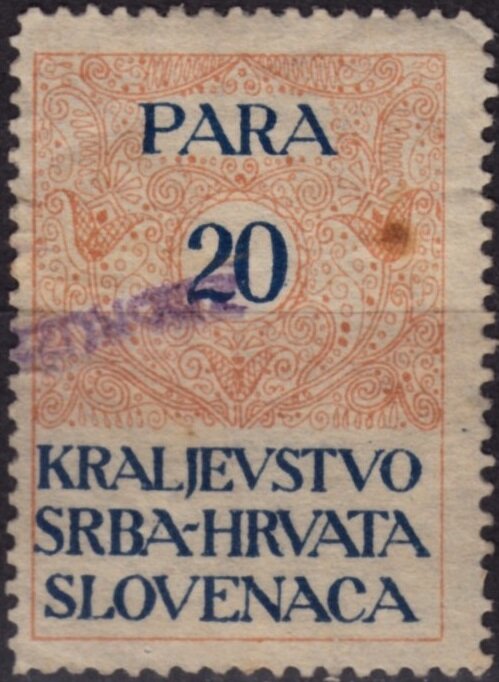 PARA
20
KRALJEVSTVO
SRBA-HRVATA
SLOVENACA